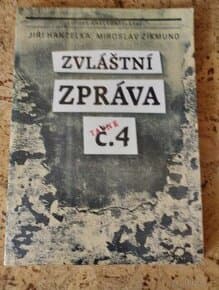 JIŘÍ HANZELKA, MIROSLAV ZIKMUND
ZVLÁŠTNÍ
ZPRÁVA
TAJNÉ
č.4